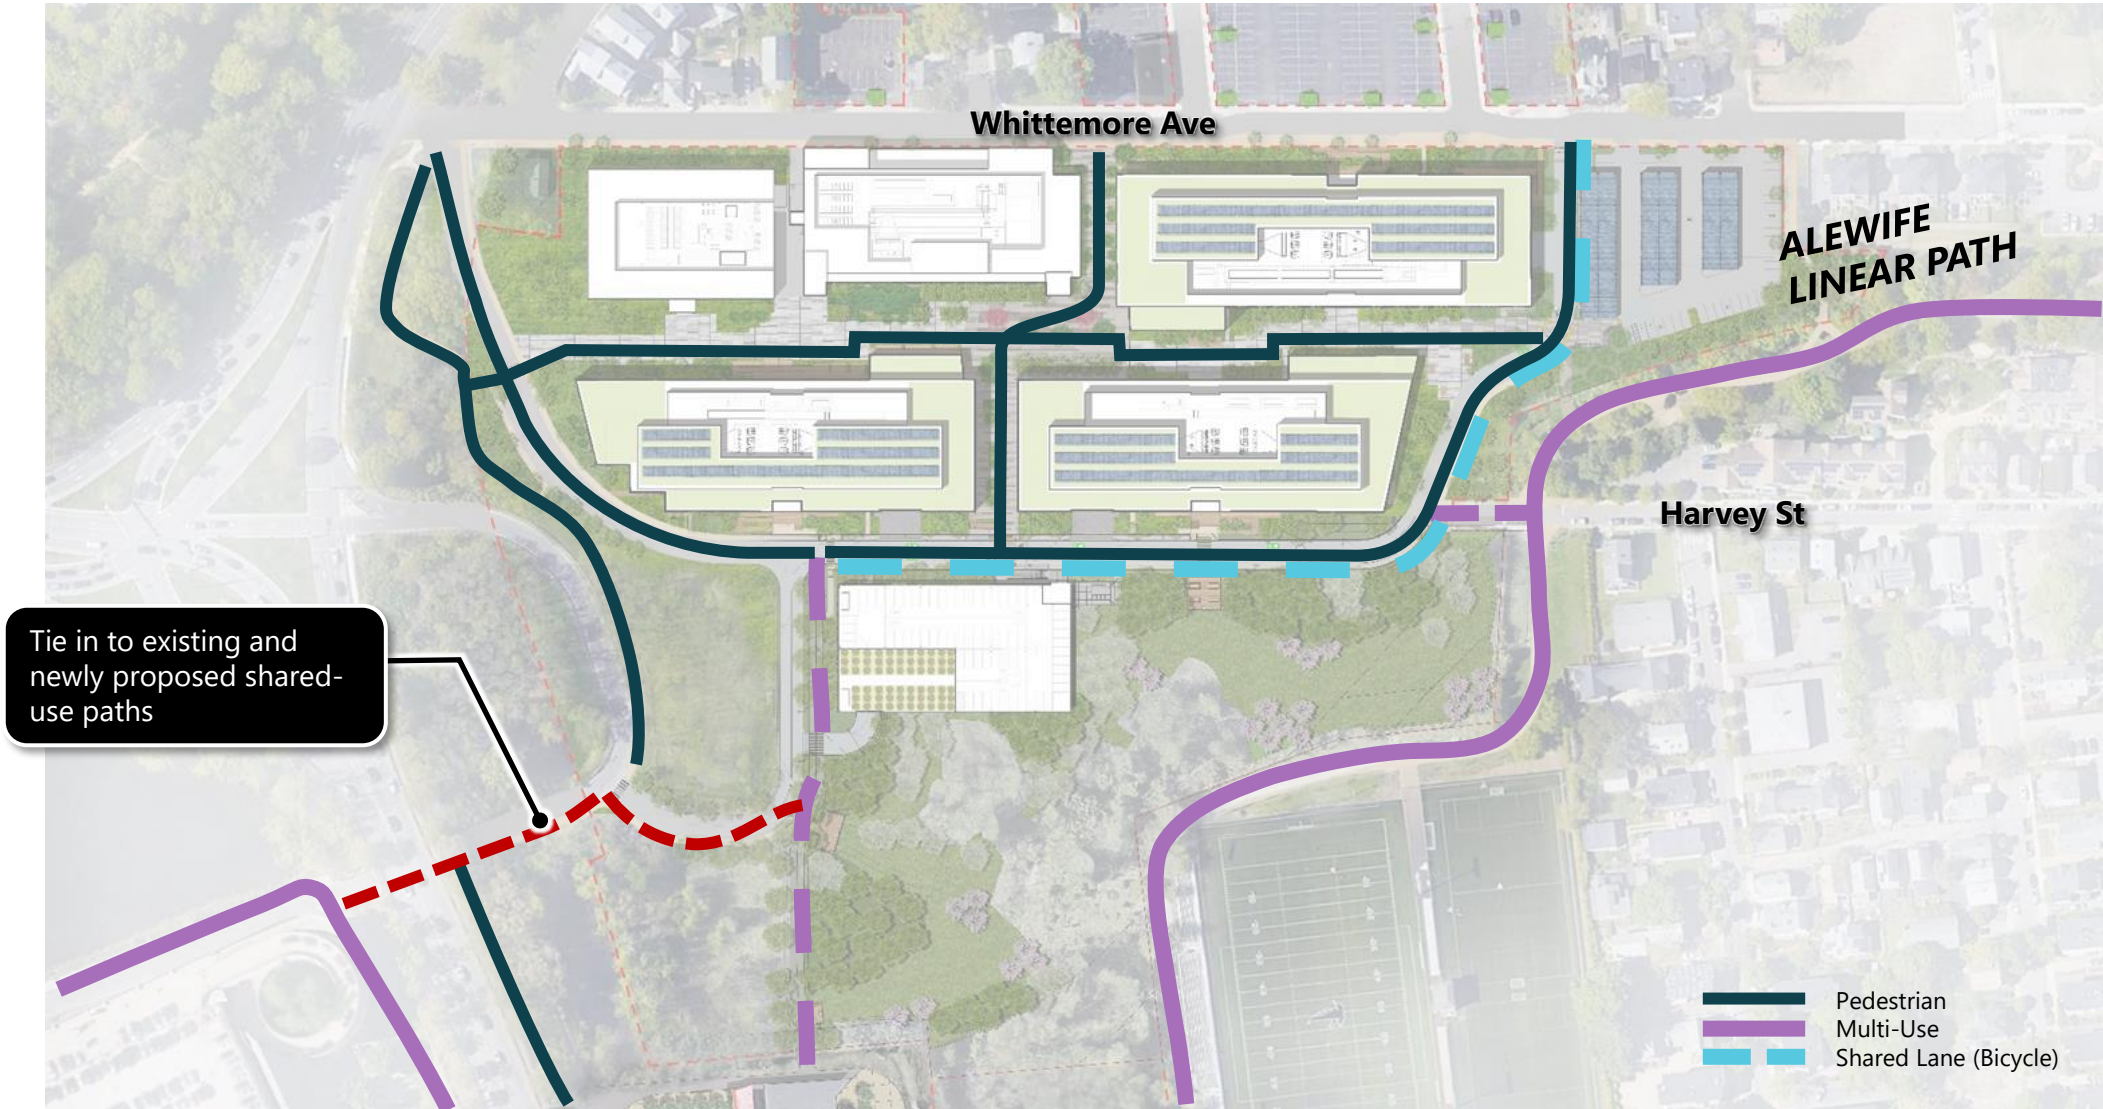 Whittemore Ave
ALEWIFE
LINEAR PATH
Harvey St
Tie in to existing and
newly proposed shared-
use paths
Pedestrian
Multi-Use
Shared Lane (Bicycle)